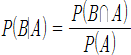 P(B|A) = P(B∩A) / P(A)